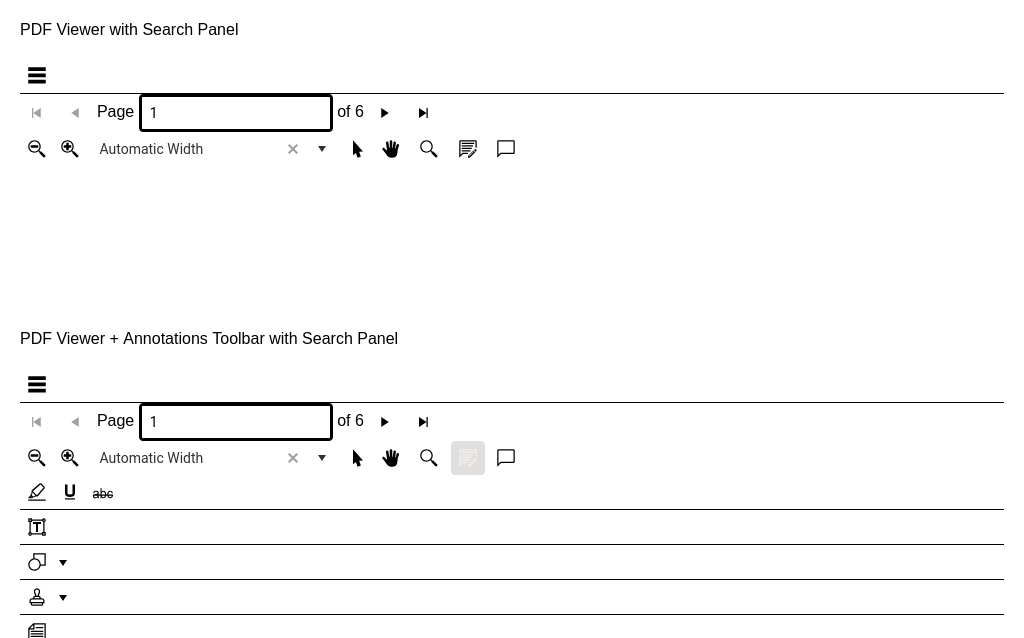 PDF Viewer with Search Panel
Page 1 of 6
Automatic Width
PDF Viewer + Annotations Toolbar with Search Panel
Page 1 of 6
Automatic Width
U abc
T